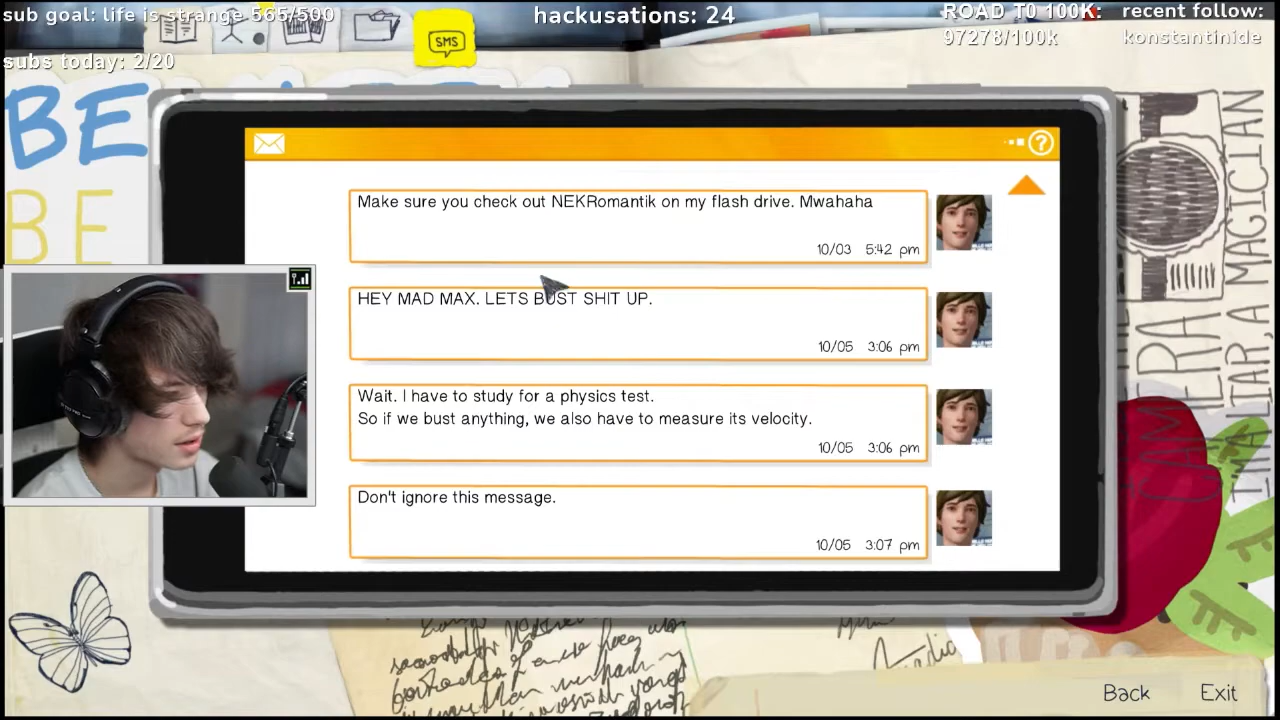 sub goal: life is strange 565/500
hackusations: 24
ROAD T0 100K:
recent follow:
97278/100k
konstantinide
subs today: 2/20
SMS
BE
BE
Make sure you check out NEKRomantik on my flash drive. Mwahaha
10/03 5:42 pm
HEY MAD MAX. LETS BUST SHIT UP.
10/05 3:06 pm
Wait. I have to study for a physics test.
So if we bust anything, we also have to measure its velocity.
10/05 3:06 pm
Don't ignore this message.
10/05 3:07 pm
CAMERA
LIAR, A MAGICIAN
Back
Exit